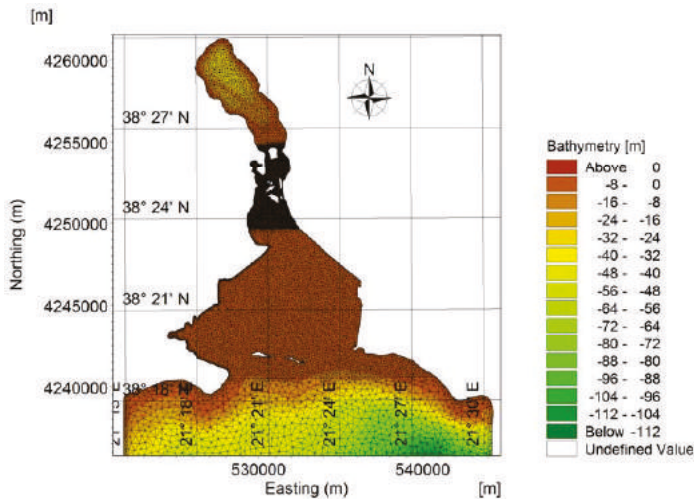 [m]
4260000
N
38° 27' N
4255000
Bathymetry [m]
Above 0
-8 - 0
-16 - -8
-24 - -16
-32 - -24
-40 - -32
-48 - -40
-56 - -48
-64 - -56
-72 - -64
-80 - -72
-88 - -80
-96 - -88
-104 - -96
-112 - -104
Below -112
Undefined Value
38° 24' N
4250000
Northing (m)
38° 21' N
4245000
4240000
21° 18' E
21° 21' E
21° 24' E
21° 27' E
21° 30' E
530000
540000
Easting (m)
[m]